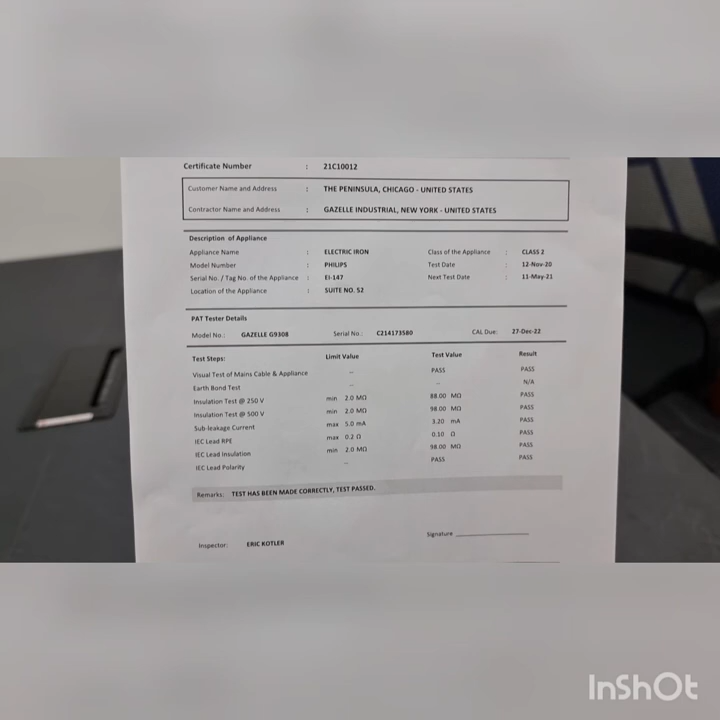 Certificate Number : 21C10012
Customer Name and Address : THE PENINSULA, CHICAGO - UNITED STATES
Contractor Name and Address : GAZELLE INDUSTRIAL, NEW YORK - UNITED STATES
Description of Appliance
Appliance Name : ELECTRIC IRON Class of the Appliance : CLASS 2
Model Number : PHILIPS Test Date : 12-Nov-20
Serial No. / Tag No. of the Appliance : EI-147 Next Test Date : 11-May-21
Location of the Appliance : SUITE NO. 52
PAT Tester Details
Model No.: GAZELLE G9308 Serial No.: C214173580 CAL Due: 27-Dec-22
Test Steps: Limit Value Test Value Result
Visual Test of Mains Cable & Appliance -- PASS PASS
Earth Bond Test -- -- N/A
Insulation Test @ 250 V min 2.0 MΩ 88.00 MΩ PASS
Insulation Test @ 500 V min 2.0 MΩ 98.00 MΩ PASS
Sub-leakage Current max 5.0 mA 3.20 mA PASS
IEC Lead RPE max 0.2 Ω 0.10 Ω PASS
IEC Lead Insulation min 2.0 MΩ 98.00 MΩ PASS
IEC Lead Polarity -- PASS PASS
Remarks: TEST HAS BEEN MADE CORRECTLY, TEST PASSED.
Inspector: ERIC KOTLER Signature
InShOt